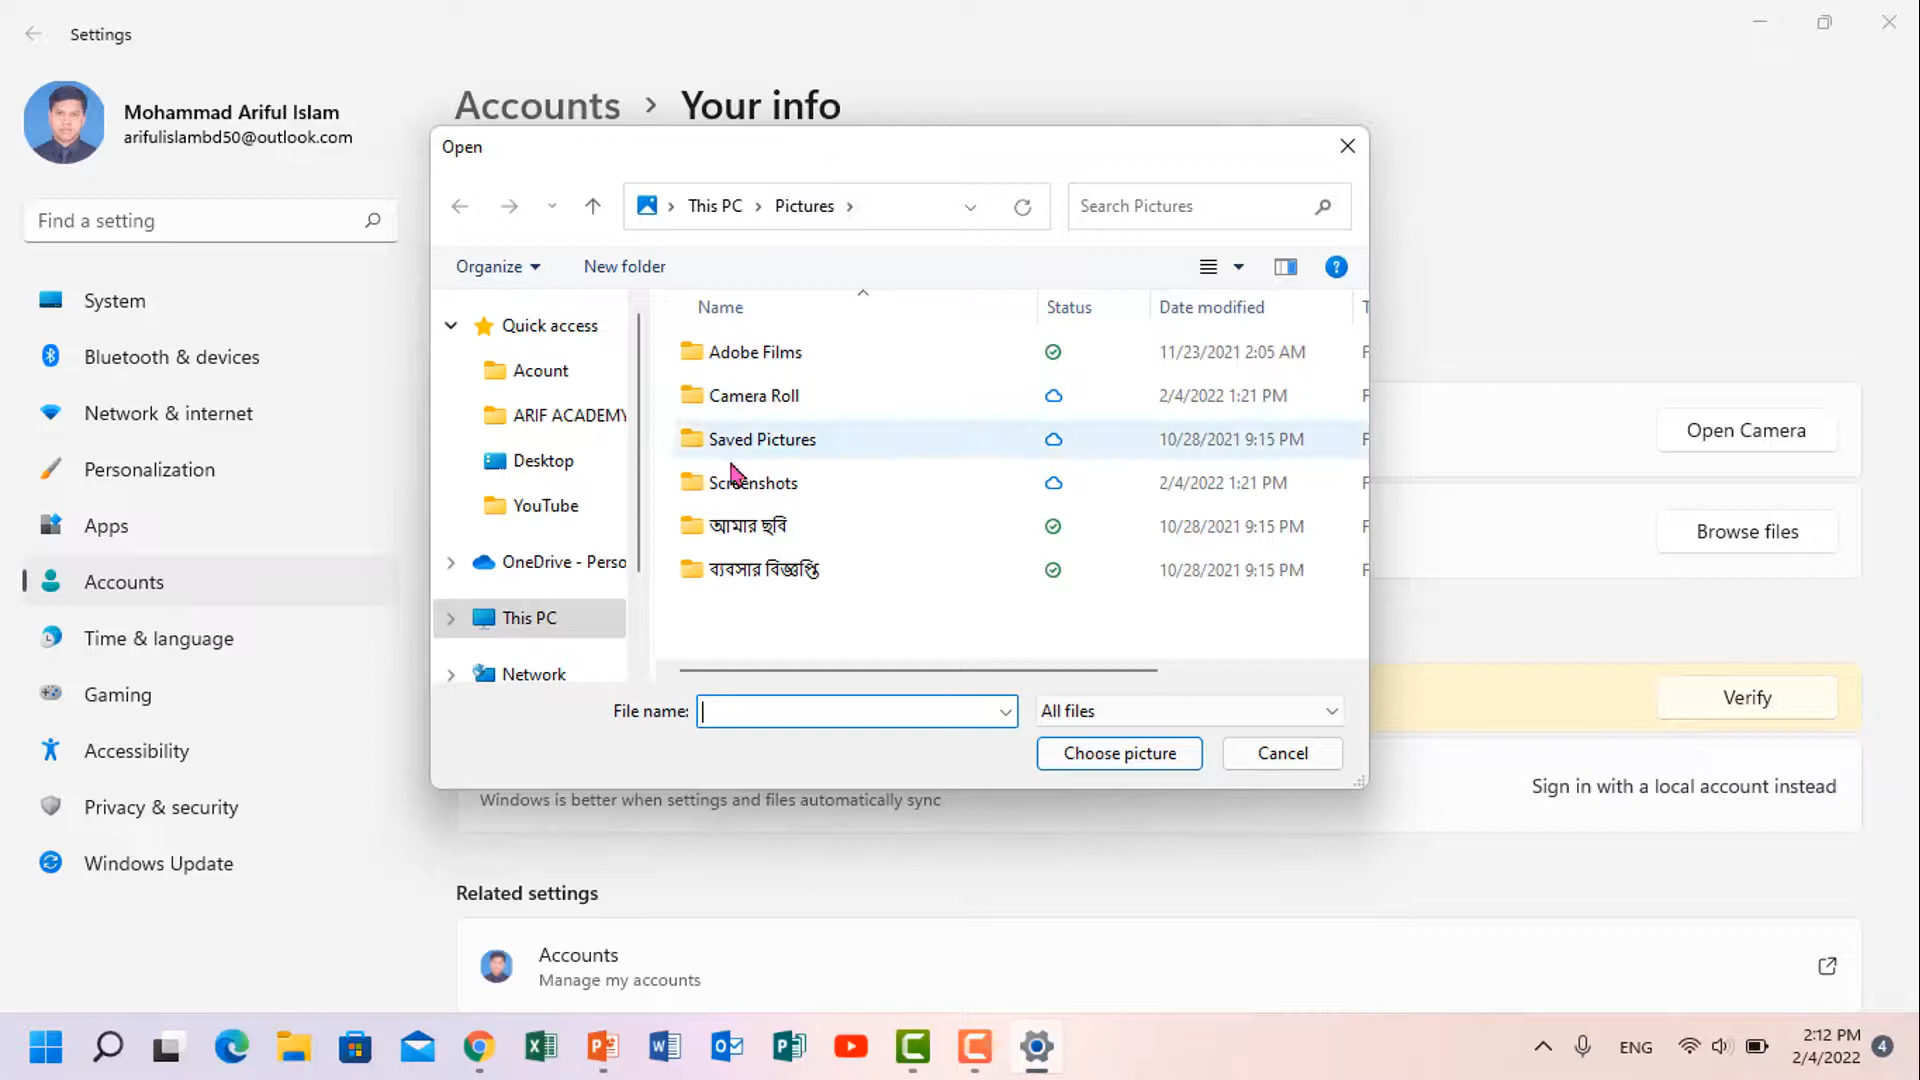 Settings
Mohammad Ariful Islam
arifulislambd50@outlook.com
Find a setting
System
Bluetooth & devices
Network & internet
Personalization
Apps
Accounts
Time & language
Gaming
Accessibility
Privacy & security
Windows Update
Accounts > Your info
Open
This PC > Pictures >
Search Pictures
Organize
New folder
Quick access
Acount
ARIF ACADEMY
Desktop
YouTube
OneDrive - Perso
This PC
Network
Name Status Date modified T
Adobe Films 11/23/2021 2:05 AM F
Camera Roll 2/4/2022 1:21 PM F
Saved Pictures 10/28/2021 9:15 PM F
Screenshots 2/4/2022 1:21 PM F
আমার ছবি 10/28/2021 9:15 PM F
ব্যবসার বিজ্ঞপ্তি 10/28/2021 9:15 PM F
File name:
All files
Choose picture
Cancel
Open Camera
Browse files
Verify
Windows is better when settings and files automatically sync
Sign in with a local account instead
Related settings
Accounts
Manage my accounts
ENG
2:12 PM
2/4/2022
4